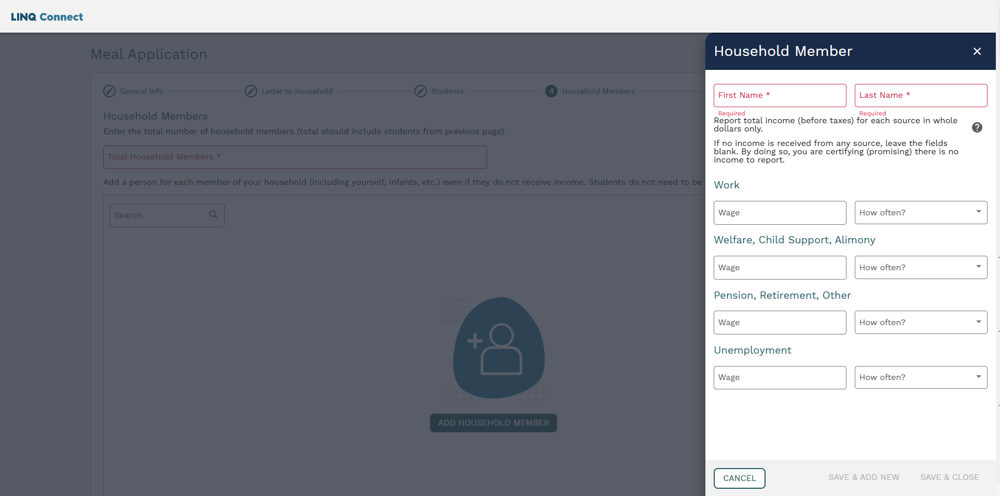 LINQ Connect
Meal Application
General Info
Letter to Household
Students
4
Household Members
Household Members
Enter the total number of household members (total should include students from previous page).
Total Household Members *
Add a person for each member of your household (including yourself, infants, etc.) even if they do not receive income. Students do not need to be
Search
ADD HOUSEHOLD MEMBER
Household Member
First Name *
Last Name *
Required
Required
Report total income (before taxes) for each source in whole
dollars only.
If no income is received from any source, leave the fields
blank. By doing so, you are certifying (promising) there is no
income to report.
Work
Wage
How often?
Welfare, Child Support, Alimony
Wage
How often?
Pension, Retirement, Other
Wage
How often?
Unemployment
Wage
How often?
CANCEL
SAVE & ADD NEW
SAVE & CLOSE